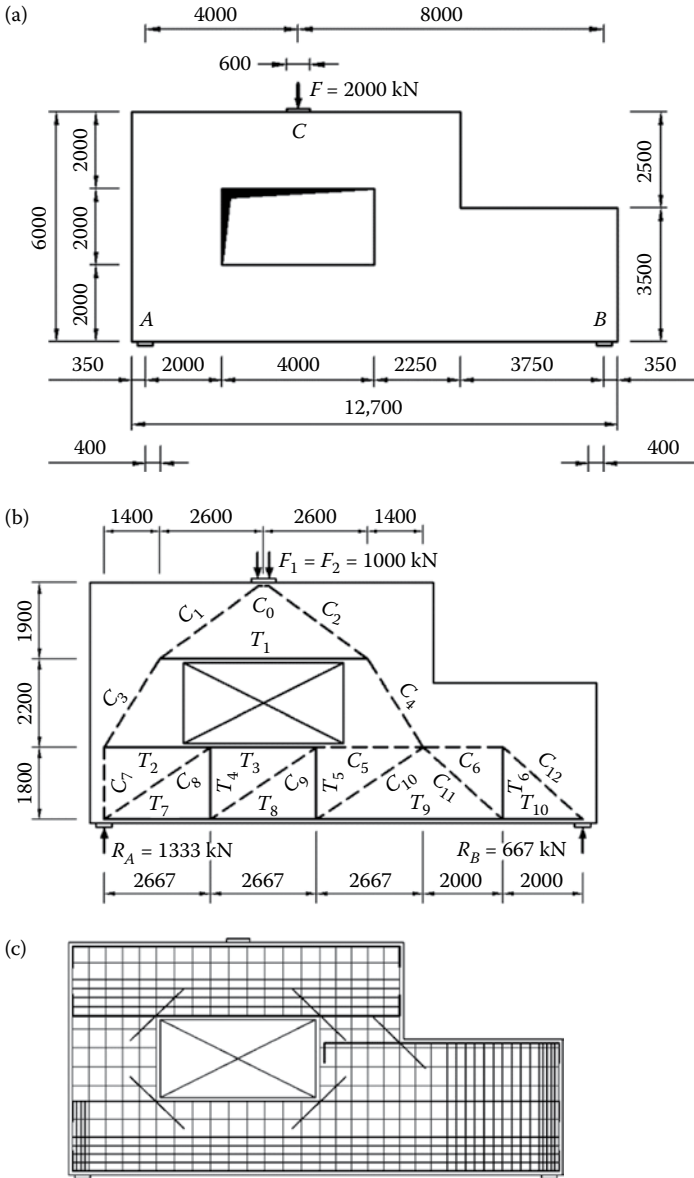 (a)
4000
8000
600
F = 2000 kN
C
2000
2000
2000
6000
2500
3500
A
B
350
2000
4000
2250
3750
350
12,700
400
400
(b)
1400
2600
2600
1400
F1 = F2 = 1000 kN
1900
2200
1800
C1
C0
C2
T1
C3
C4
T2
T3
C5
C6
C7
C8
T4
C9
T5
C10
C11
T6
C12
T7
T8
T9
T10
RA = 1333 kN
RB = 667 kN
2667
2667
2667
2000
2000
(c)